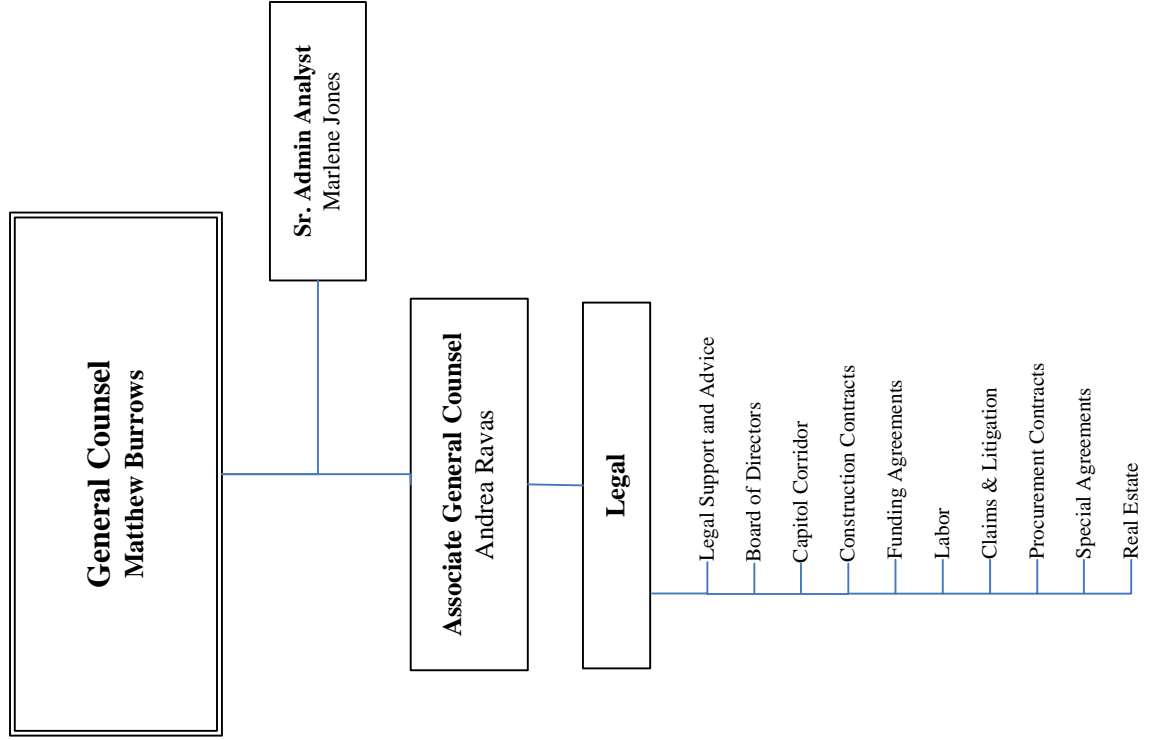 General Counsel
Matthew Burrows
Sr. Admin Analyst
Marlene Jones
Associate General Counsel
Andrea Ravas
Legal
Legal Support and Advice
Board of Directors
Capitol Corridor
Construction Contracts
Funding Agreements
Labor
Claims & Litigation
Procurement Contracts
Special Agreements
Real Estate